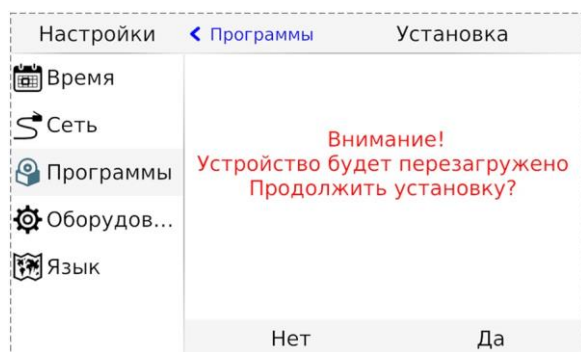 Настройки
Программы
Установка
Время
Сеть
Программы
Оборудов...
Язык
Внимание!
Устройство будет перезагружено
Продолжить установку?
Нет
Да